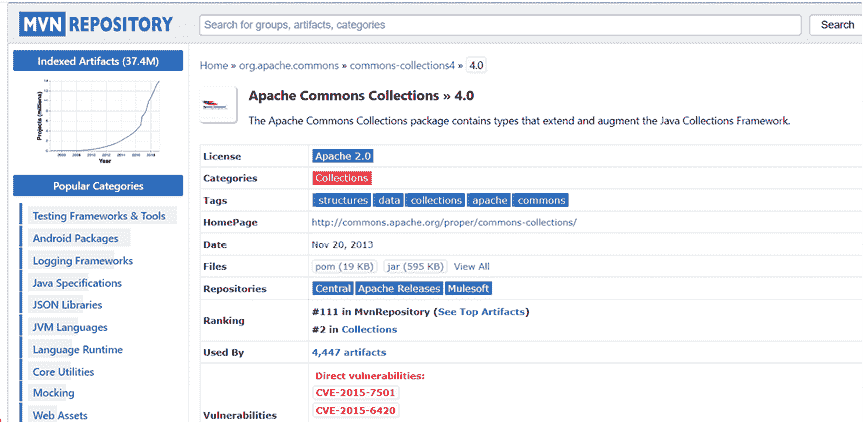 MVN REPOSITORY
Search for groups, artifacts, categories
Search
Indexed Artifacts (37.4M)
Projects (millions)
Year
Popular Categories
Testing Frameworks & Tools
Android Packages
Logging Frameworks
Java Specifications
JSON Libraries
JVM Languages
Language Runtime
Core Utilities
Mocking
Web Assets
Home » org.apache.commons » commons-collections4 » 4.0
Apache Commons Collections » 4.0
The Apache Commons Collections package contains types that extend and augment the Java Collections Framework.
License Apache 2.0
Categories Collections
Tags structures data collections apache commons
HomePage http://commons.apache.org/proper/commons-collections/
Date Nov 20, 2013
Files pom (19 KB) jar (595 KB) View All
Repositories Central Apache Releases Mulesoft
Ranking #111 in MvnRepository (See Top Artifacts)
#2 in Collections
Used By 4,447 artifacts
Vulnerabilities Direct vulnerabilities:
CVE-2015-7501
CVE-2015-6420